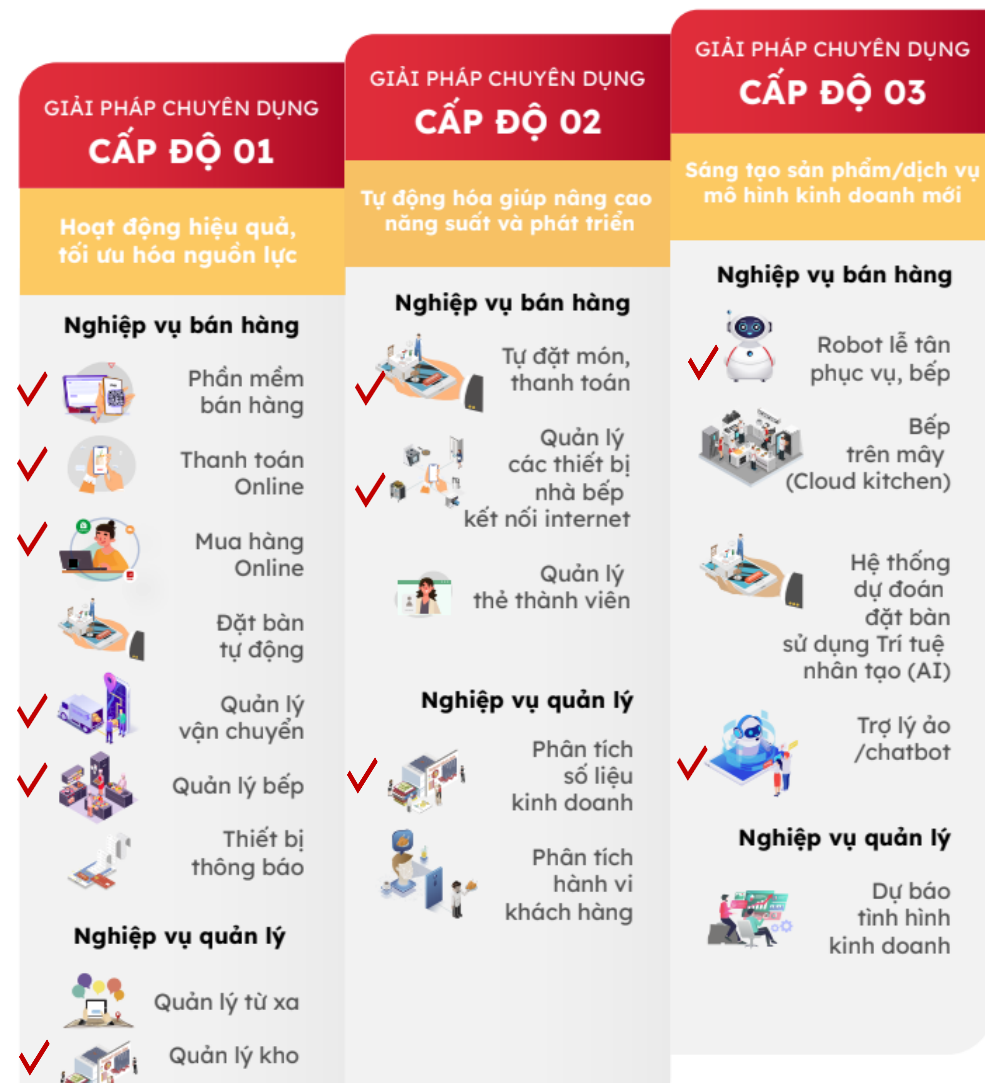 GIẢI PHÁP CHUYÊN DỤNG
CẤP ĐỘ 01
Hoạt động hiệu quả,
tối ưu hóa nguồn lực
Nghiệp vụ bán hàng
Phần mềm
bán hàng
Thanh toán
Online
Mua hàng
Online
Đặt bàn
tự động
Quản lý
vận chuyển
Quản lý bếp
Thiết bị
thông báo
Nghiệp vụ quản lý
Quản lý từ xa
Quản lý kho
GIẢI PHÁP CHUYÊN DỤNG
CẤP ĐỘ 02
Tự động hóa giúp nâng cao
năng suất và phát triển
Nghiệp vụ bán hàng
Tự đặt món,
thanh toán
Quản lý
các thiết bị
nhà bếp
kết nối internet
Quản lý
thẻ thành viên
Nghiệp vụ quản lý
Phân tích
số liệu
kinh doanh
Phân tích
hành vi
khách hàng
GIẢI PHÁP CHUYÊN DỤNG
CẤP ĐỘ 03
Sáng tạo sản phẩm/dịch vụ
mô hình kinh doanh mới
Nghiệp vụ bán hàng
Robot lễ tân
phục vụ, bếp
Bếp
trên mây
(Cloud kitchen)
Hệ thống
dự đoán
đặt bàn
sử dụng Trí tuệ
nhân tạo (AI)
Trợ lý ảo
/chatbot
Nghiệp vụ quản lý
Dự báo
tình hình
kinh doanh